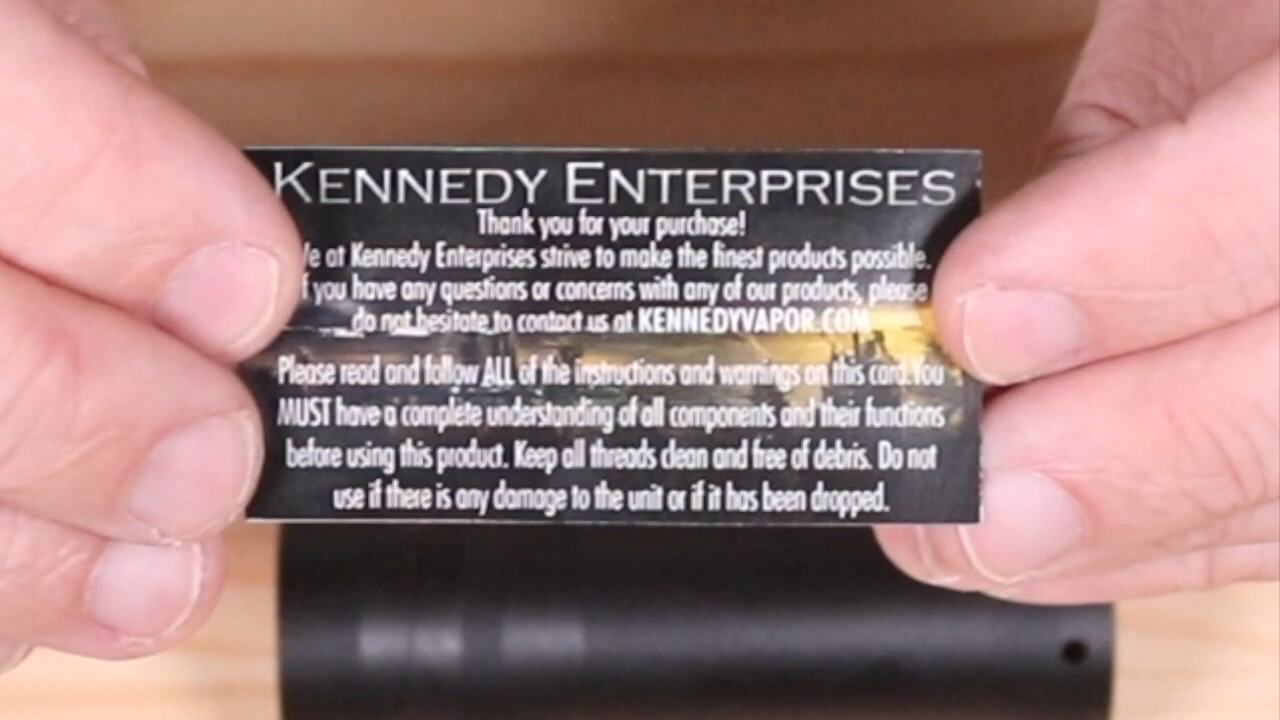 KENNEDY ENTERPRISES
Thank you for your purchase!
e at Kennedy Enterprises strive to make the finest products possible.
f you have any questions or concerns with any of our products, please
do not hesitate to contact us at KENNEDYVAPOR.COM
Please read and follow ALL of the instructions and warnings on this card.You
MUST have a complete understanding of all components and their functions
before using this product. Keep all threads clean and free of debris. Do not
use if there is any damage to the unit or if it has been dropped.